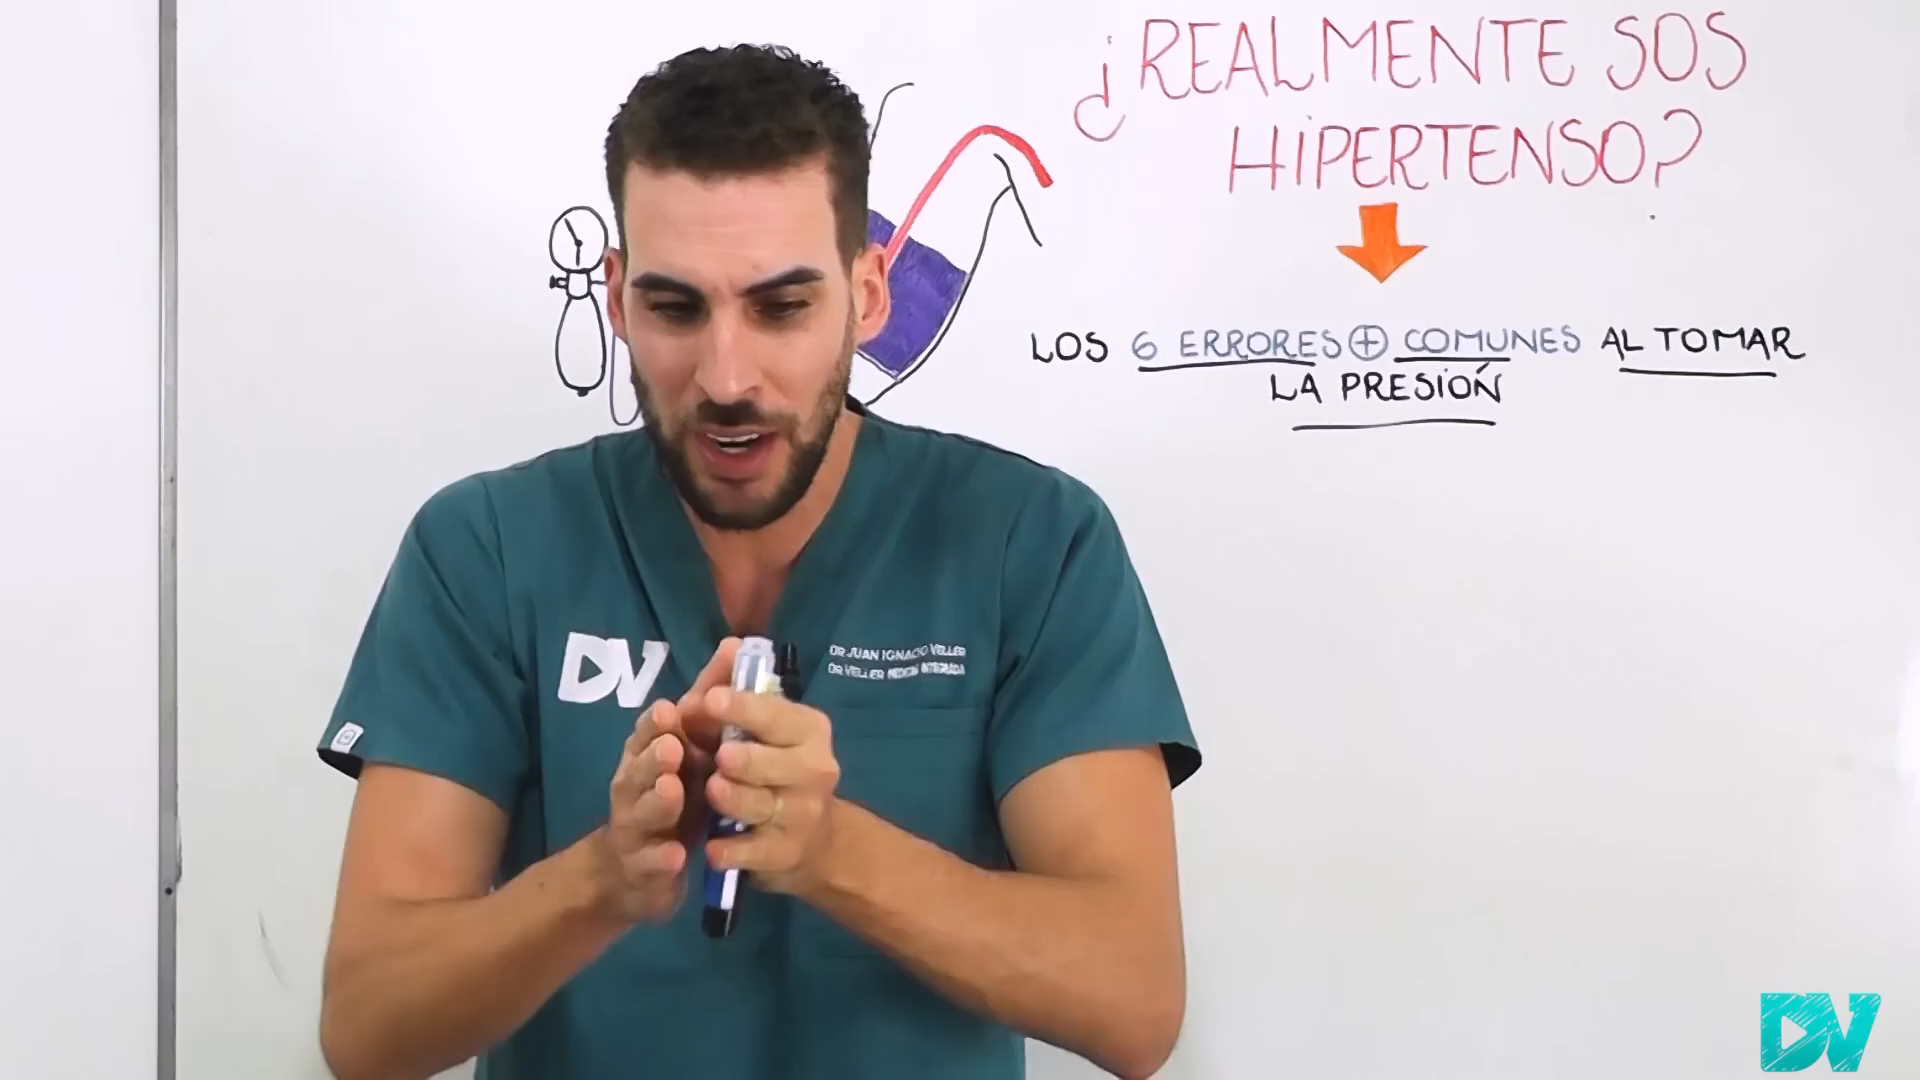 ¿REALMENTE SOS
HIPERTENSO?
LOS 6 ERRORES + COMUNES AL TOMAR
LA PRESIÓN
DV
DR JUAN IGNACIO VELLER
DR VELLER MEDICINA INTEGRADA
DV